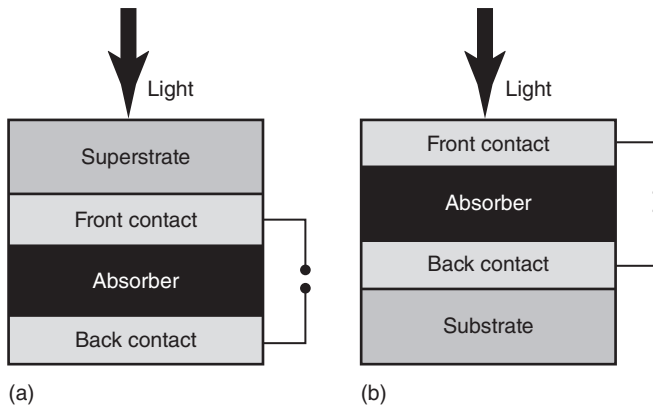 Light
Superstrate
Front contact
Absorber
Back contact
(a)
Light
Front contact
Absorber
Back contact
Substrate
(b)